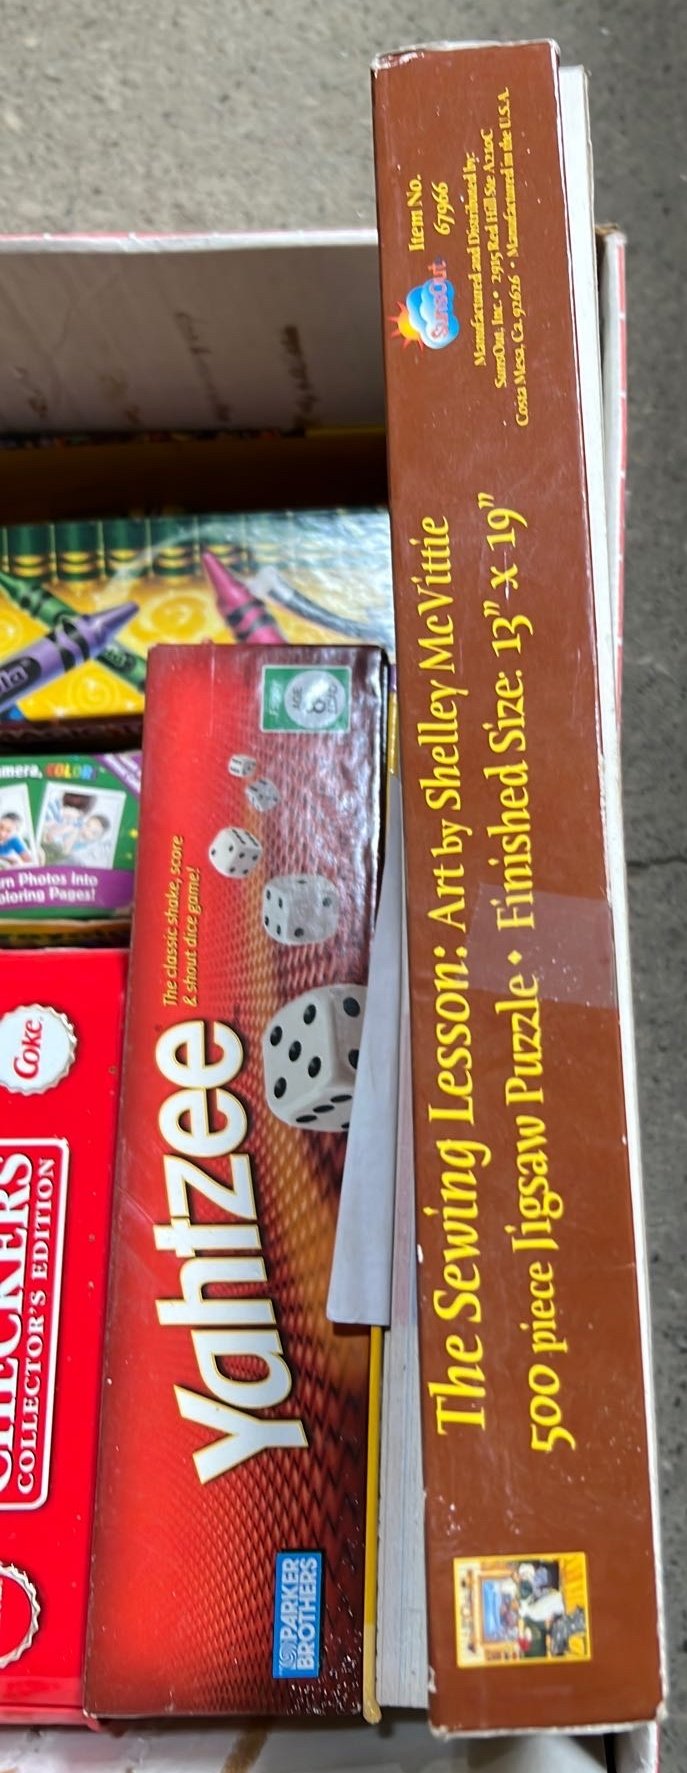 The Sewing Lesson: Art by Shelley McVittie
500 piece Jigsaw Puzzle • Finished Size: 13" x 19"
SunsOut
Item No.
67966
Manufactured and Distributed by:
SunsOut, Inc. • 2915 Red Hill Ste A210C
Costa Mesa, Ca. 92626 • Manufactured in the U.S.A.
PARKER
BROTHERS
Yahtzee
The classic shake, score
& shout dice game!
AGE
8
CHECKERS
COLLECTOR'S EDITION
Coke
mera, COLOR
rn Photos Into
oloring Pages!